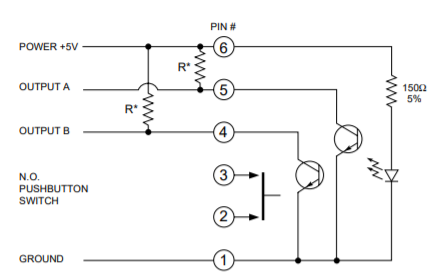 PIN #
POWER +5V
6
R*
OUTPUT A
5
150Ω
5%
R*
OUTPUT B
4
N.O.
PUSHBUTTON
SWITCH
3
2
GROUND
1